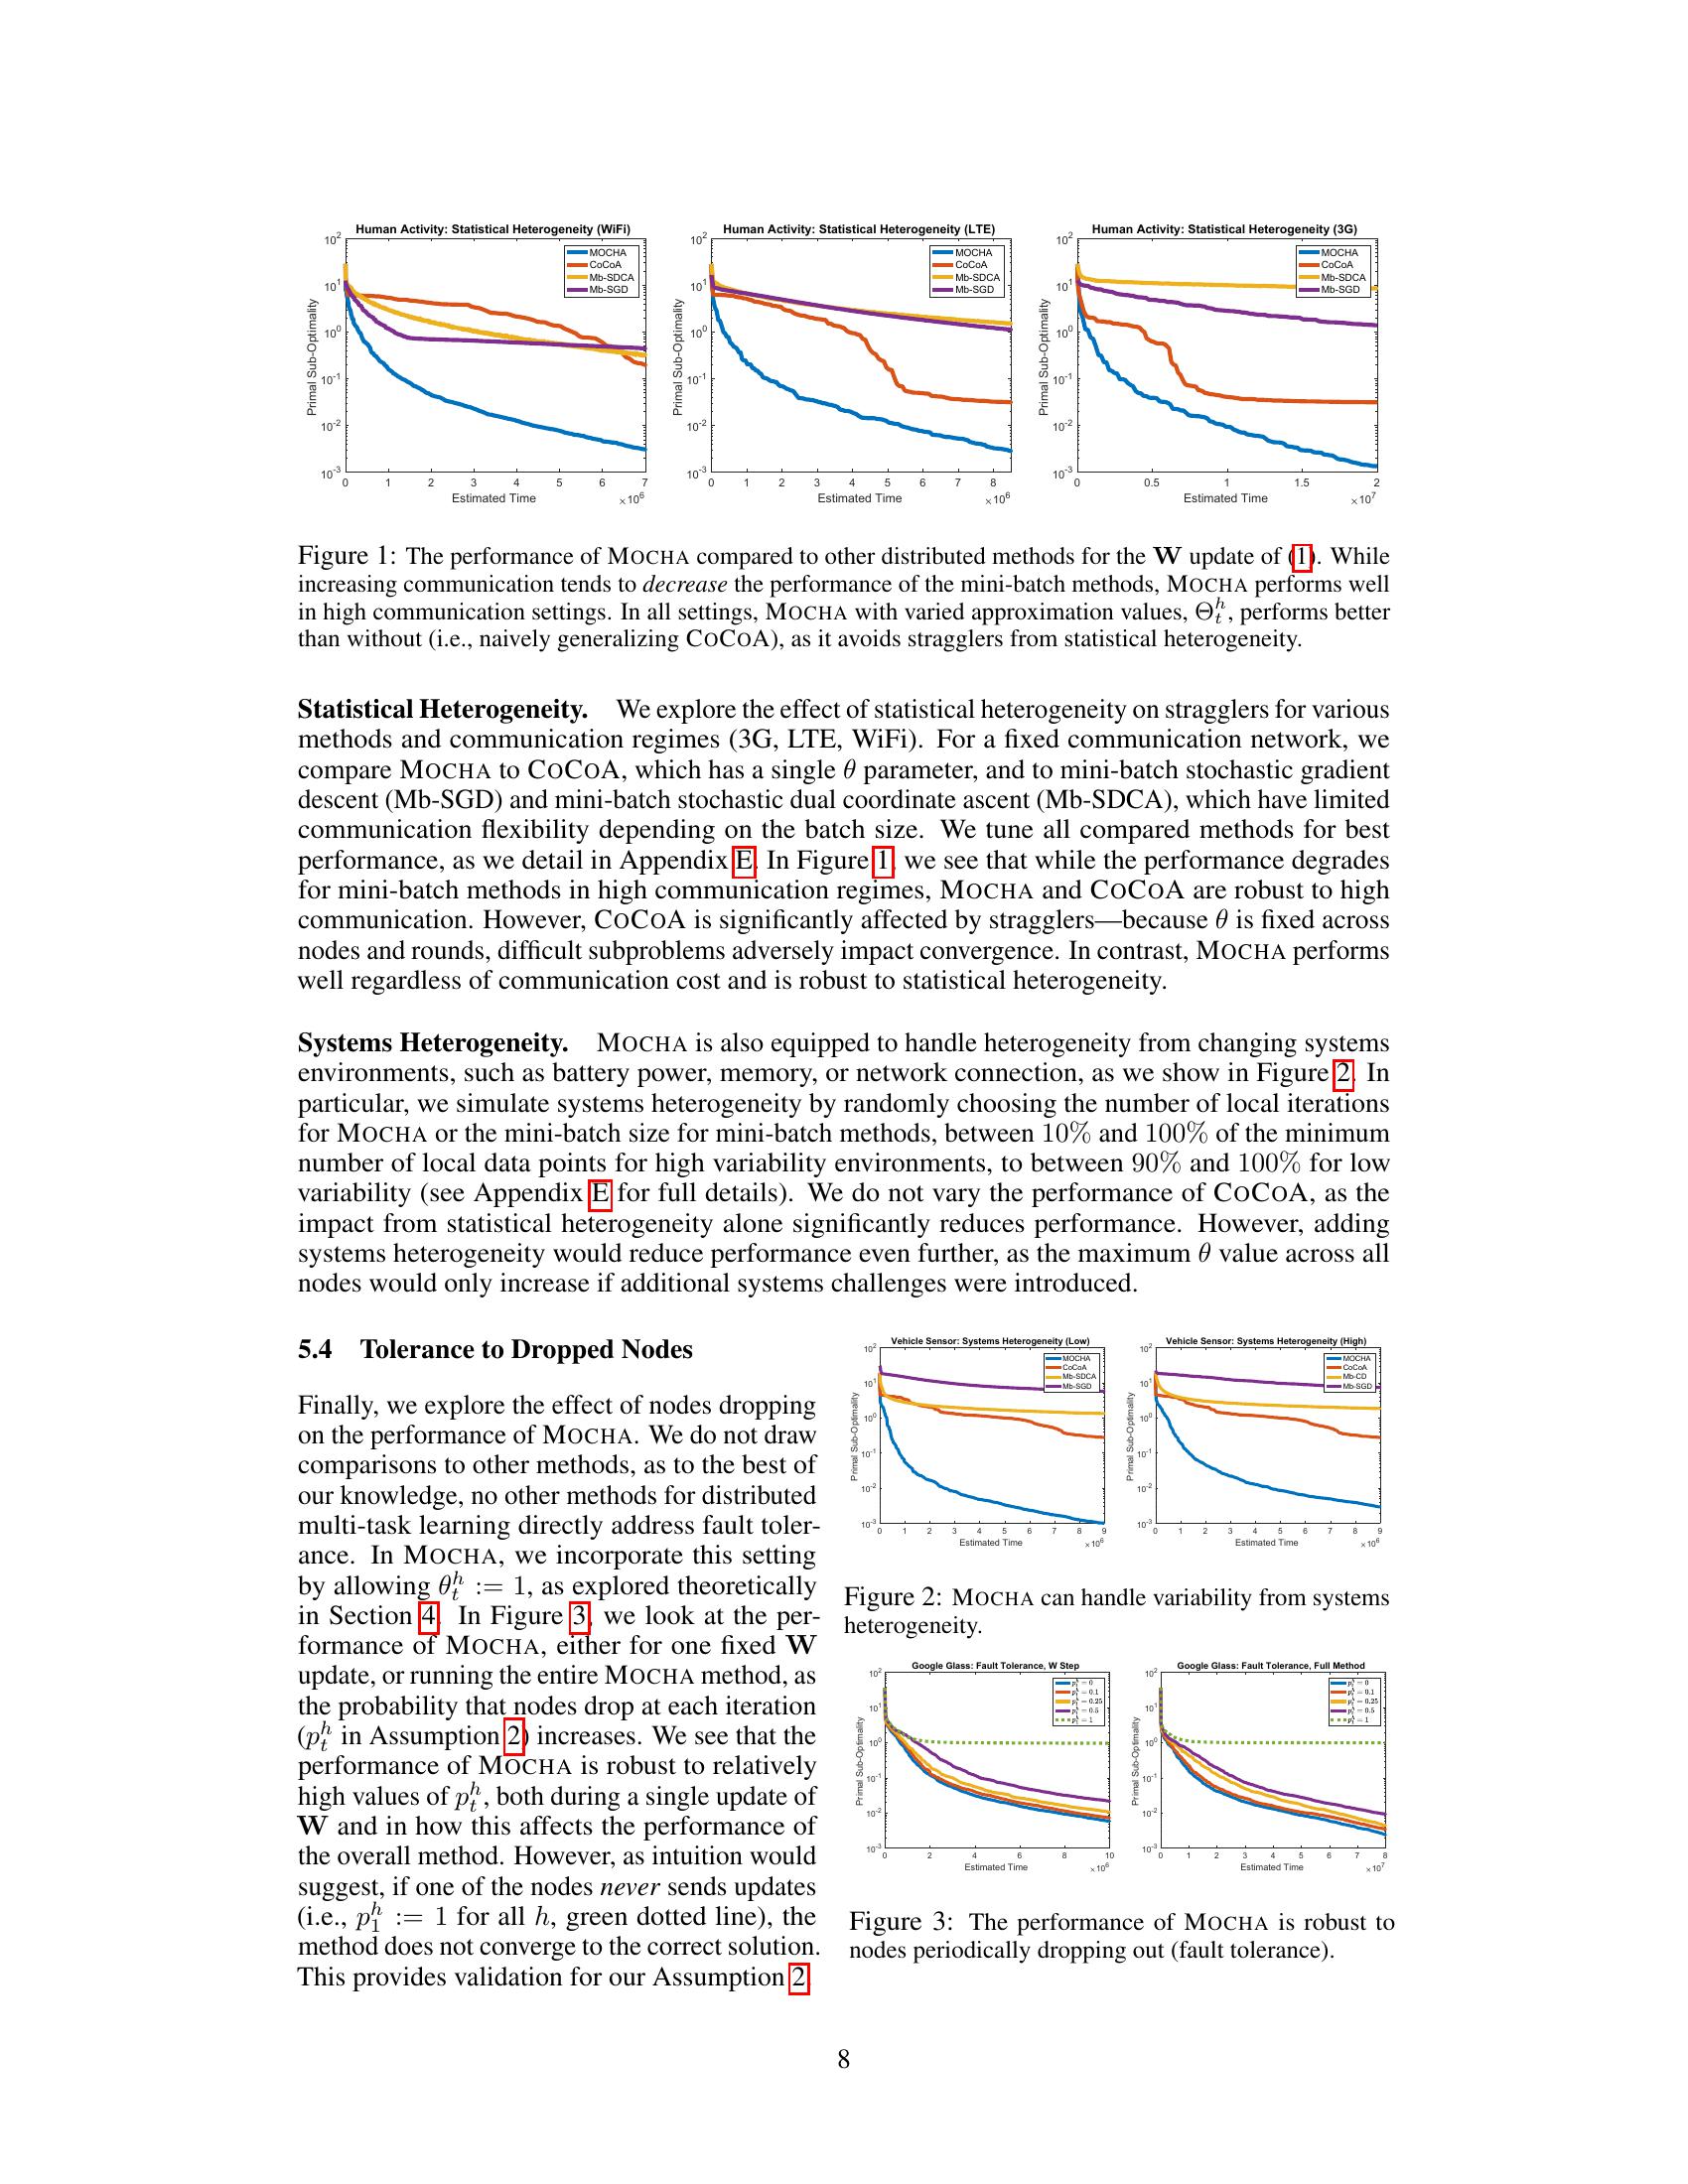 Human Activity: Statistical Heterogeneity (WiFi)
10^2
10^1
10^0
10^-1
10^-2
10^-3
Primal Sub-Optimality
MOCHA
CoCoA
Mb-SDCA
Mb-SGD
0 1 2 3 4 5 6 7
Estimated Time
×10^6
Human Activity: Statistical Heterogeneity (LTE)
10^2
10^1
10^0
10^-1
10^-2
10^-3
Primal Sub-Optimality
MOCHA
CoCoA
Mb-SDCA
Mb-SGD
0 1 2 3 4 5 6 7 8
Estimated Time
×10^6
Human Activity: Statistical Heterogeneity (3G)
10^2
10^1
10^0
10^-1
10^-2
10^-3
Primal Sub-Optimality
MOCHA
CoCoA
Mb-SDCA
Mb-SGD
0 0.5 1 1.5 2
Estimated Time
×10^7
Figure 1: The performance of MOCHA compared to other distributed methods for the W update of (1). While
increasing communication tends to decrease the performance of the mini-batch methods, MOCHA performs well
in high communication settings. In all settings, MOCHA with varied approximation values, Θ_t^h, performs better
than without (i.e., naively generalizing COCOA), as it avoids stragglers from statistical heterogeneity.
Statistical Heterogeneity. We explore the effect of statistical heterogeneity on stragglers for various
methods and communication regimes (3G, LTE, WiFi). For a fixed communication network, we
compare MOCHA to COCOA, which has a single θ parameter, and to mini-batch stochastic gradient
descent (Mb-SGD) and mini-batch stochastic dual coordinate ascent (Mb-SDCA), which have limited
communication flexibility depending on the batch size. We tune all compared methods for best
performance, as we detail in Appendix E. In Figure 1, we see that while the performance degrades
for mini-batch methods in high communication regimes, MOCHA and COCOA are robust to high
communication. However, COCOA is significantly affected by stragglers—because θ is fixed across
nodes and rounds, difficult subproblems adversely impact convergence. In contrast, MOCHA performs
well regardless of communication cost and is robust to statistical heterogeneity.
Systems Heterogeneity. MOCHA is also equipped to handle heterogeneity from changing systems
environments, such as battery power, memory, or network connection, as we show in Figure 2. In
particular, we simulate systems heterogeneity by randomly choosing the number of local iterations
for MOCHA or the mini-batch size for mini-batch methods, between 10% and 100% of the minimum
number of local data points for high variability environments, to between 90% and 100% for low
variability (see Appendix E for full details). We do not vary the performance of COCOA, as the
impact from statistical heterogeneity alone significantly reduces performance. However, adding
systems heterogeneity would reduce performance even further, as the maximum θ value across all
nodes would only increase if additional systems challenges were introduced.
5.4 Tolerance to Dropped Nodes
Finally, we explore the effect of nodes dropping
on the performance of MOCHA. We do not draw
comparisons to other methods, as to the best of
our knowledge, no other methods for distributed
multi-task learning directly address fault toler-
ance. In MOCHA, we incorporate this setting
by allowing θ_t^h := 1, as explored theoretically
in Section 4. In Figure 3, we look at the per-
formance of MOCHA, either for one fixed W
update, or running the entire MOCHA method, as
the probability that nodes drop at each iteration
(p_t^h in Assumption 2) increases. We see that the
performance of MOCHA is robust to relatively
high values of p_t^h, both during a single update of
W and in how this affects the performance of
the overall method. However, as intuition would
suggest, if one of the nodes never sends updates
(i.e., p_1^h := 1 for all h, green dotted line), the
method does not converge to the correct solution.
This provides validation for our Assumption 2.
Vehicle Sensor: Systems Heterogeneity (Low)
10^2
10^1
10^0
10^-1
10^-2
10^-3
Primal Sub-Optimality
MOCHA
CoCoA
Mb-SDCA
Mb-SGD
0 1 2 3 4 5 6 7 8 9
Estimated Time
×10^6
Vehicle Sensor: Systems Heterogeneity (High)
10^2
10^1
10^0
10^-1
10^-2
10^-3
Primal Sub-Optimality
MOCHA
CoCoA
Mb-CD
Mb-SGD
0 1 2 3 4 5 6 7 8 9
Estimated Time
×10^6
Figure 2: MOCHA can handle variability from systems
heterogeneity.
Google Glass: Fault Tolerance, W Step
10^2
10^1
10^0
10^-1
10^-2
10^-3
Primal Sub-Optimality
p_t^h = 0
p_t^h = 0.1
p_t^h = 0.25
p_t^h = 0.5
p_t^h = 1
0 2 4 6 8 10
Estimated Time
×10^6
Google Glass: Fault Tolerance, Full Method
10^2
10^1
10^0
10^-1
10^-2
10^-3
Primal Sub-Optimality
p_t^h = 0
p_t^h = 0.1
p_t^h = 0.25
p_t^h = 0.5
p_t^h = 1
0 1 2 3 4 5 6 7 8
Estimated Time
×10^7
Figure 3: The performance of MOCHA is robust to
nodes periodically dropping out (fault tolerance).
8